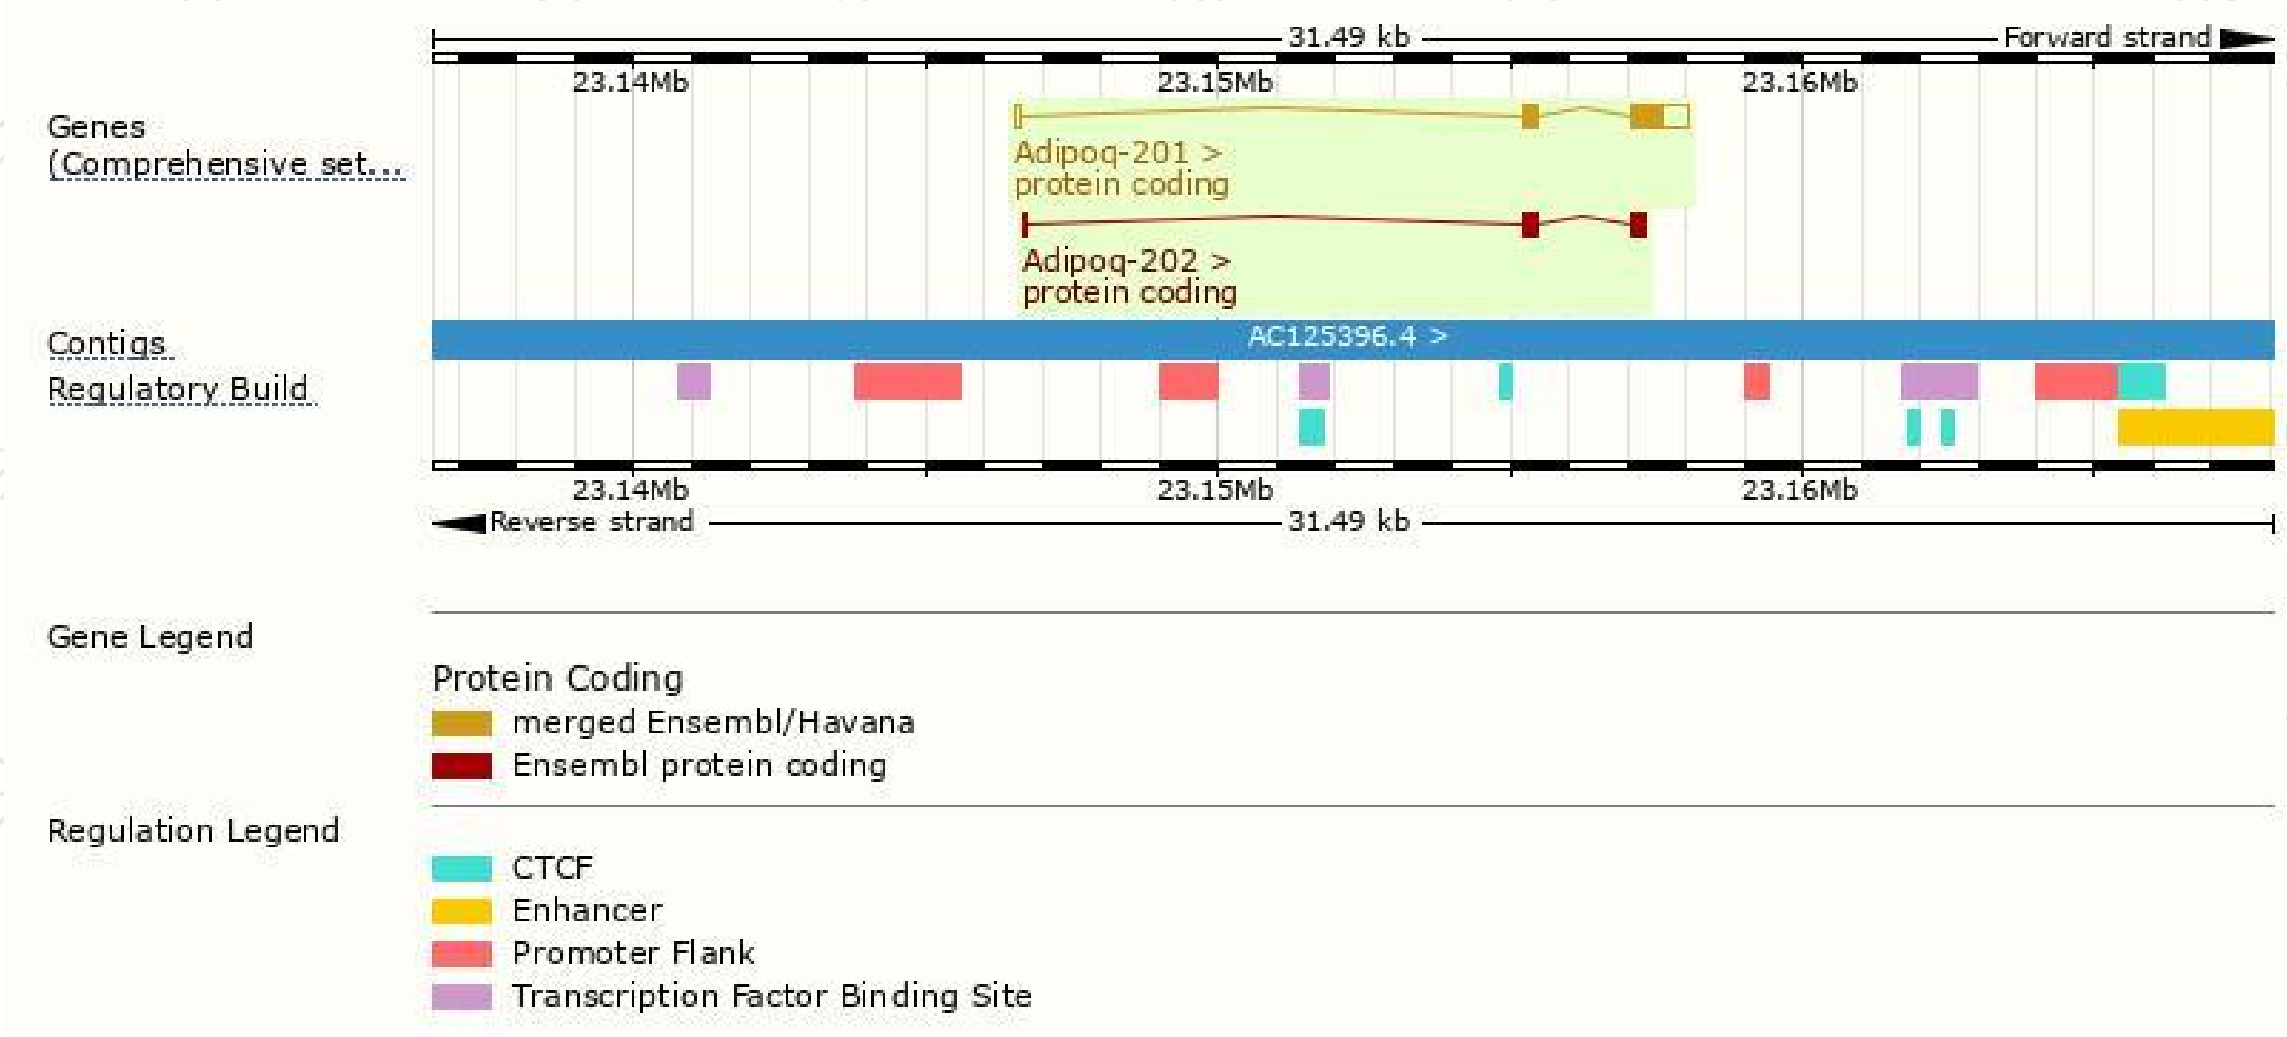 31.49 kb
Forward strand
23.14Mb 23.15Mb 23.16Mb
Genes
(Comprehensive set...
Adipoq-201 >
protein coding
Adipoq-202 >
protein coding
Contigs
AC125396.4 >
Regulatory Build
23.14Mb 23.15Mb 23.16Mb
Reverse strand
31.49 kb
Gene Legend
Protein Coding
merged Ensembl/Havana
Ensembl protein coding
Regulation Legend
CTCF
Enhancer
Promoter Flank
Transcription Factor Binding Site